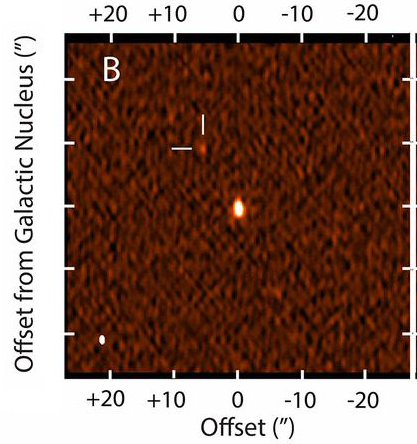 +20 +10 0 -10 -20
B
Offset from Galactic Nucleus (”)
+20 +10 0 -10 -20
Offset (”)